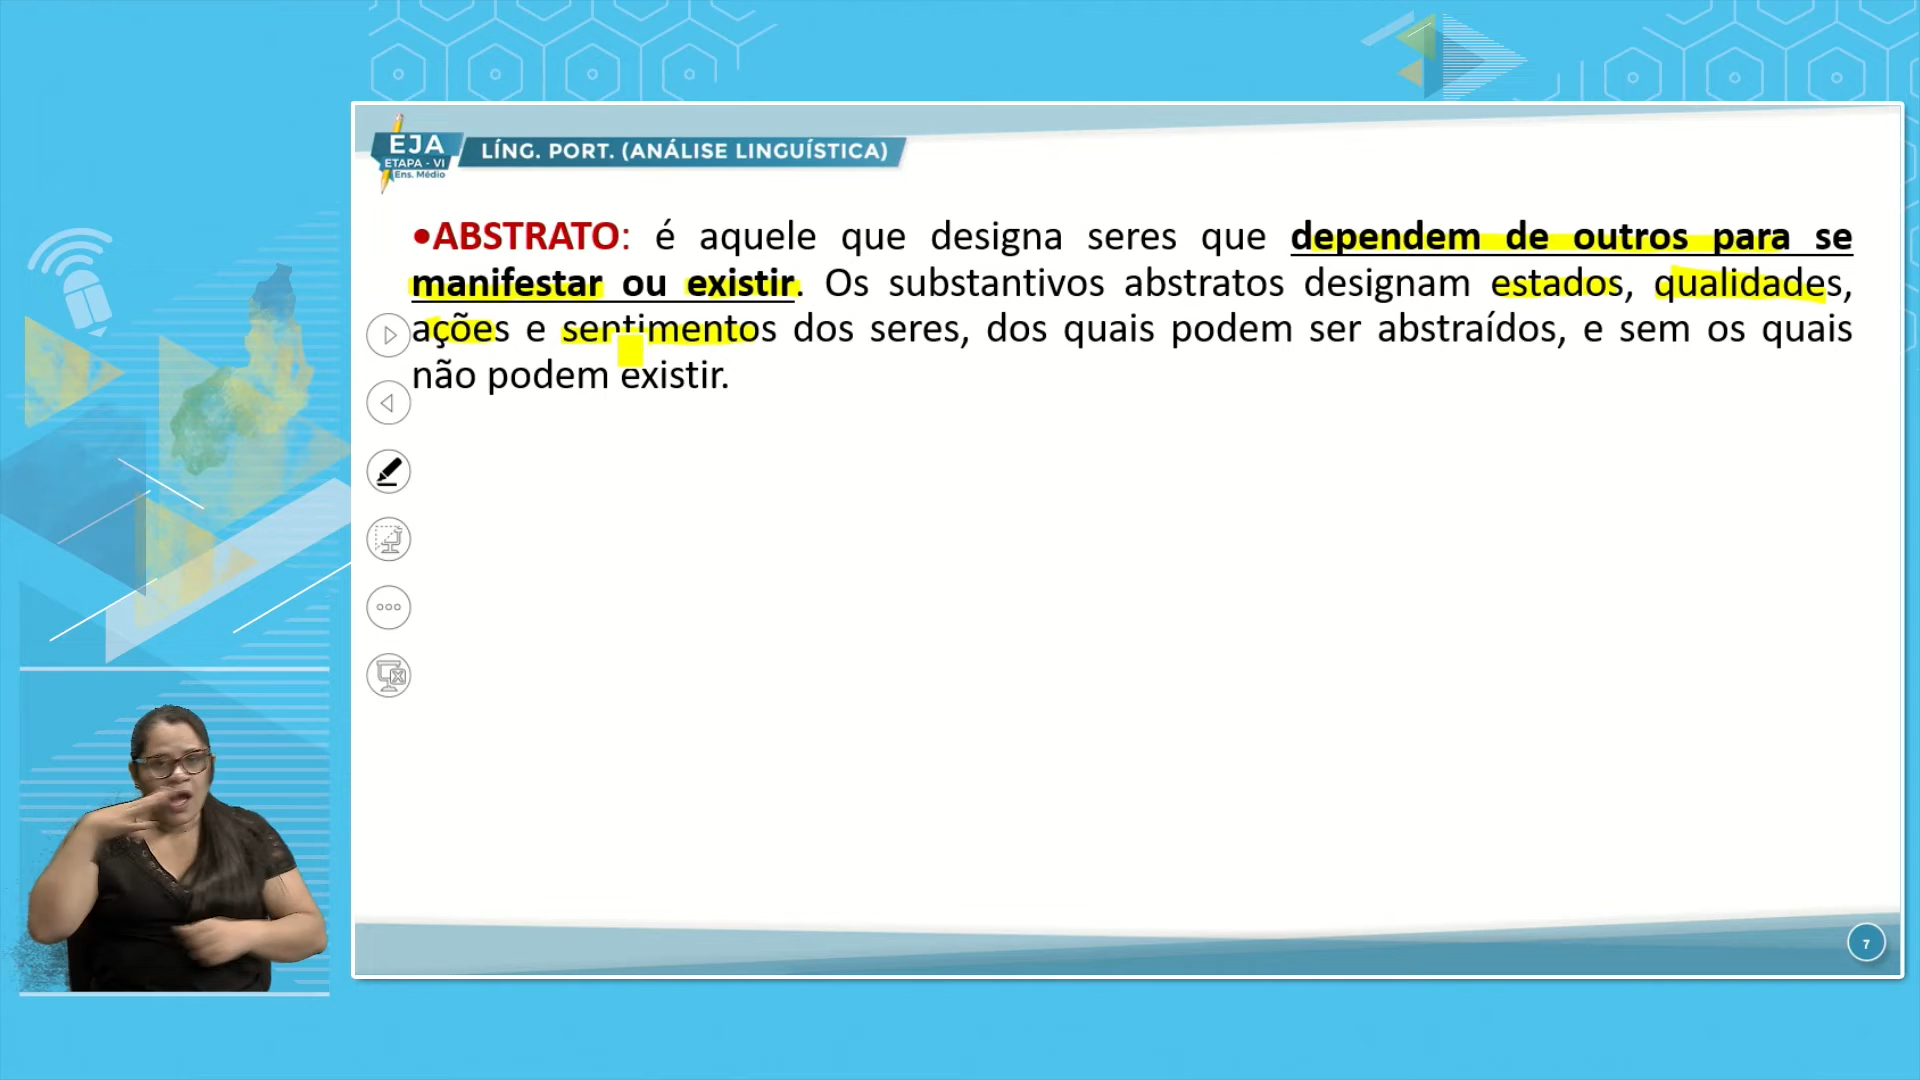 EJA
ETAPA - VI
Ens. Médio
LÍNG. PORT. (ANÁLISE LINGUÍSTICA)
•ABSTRATO: é aquele que designa seres que dependem de outros para se
manifestar ou existir. Os substantivos abstratos designam estados, qualidades,
ações e sentimentos dos seres, dos quais podem ser abstraídos, e sem os quais
não podem existir.
7